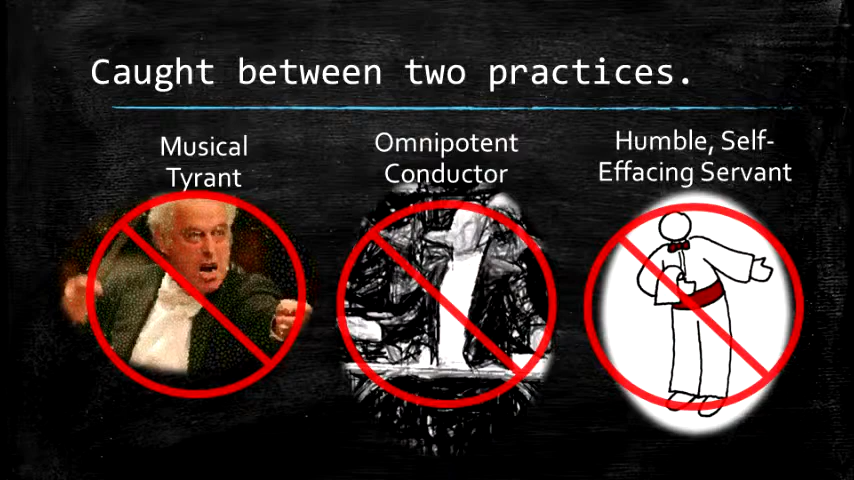 Caught between two practices.
Musical
Tyrant
Omnipotent
Conductor
Humble, Self-
Effacing Servant